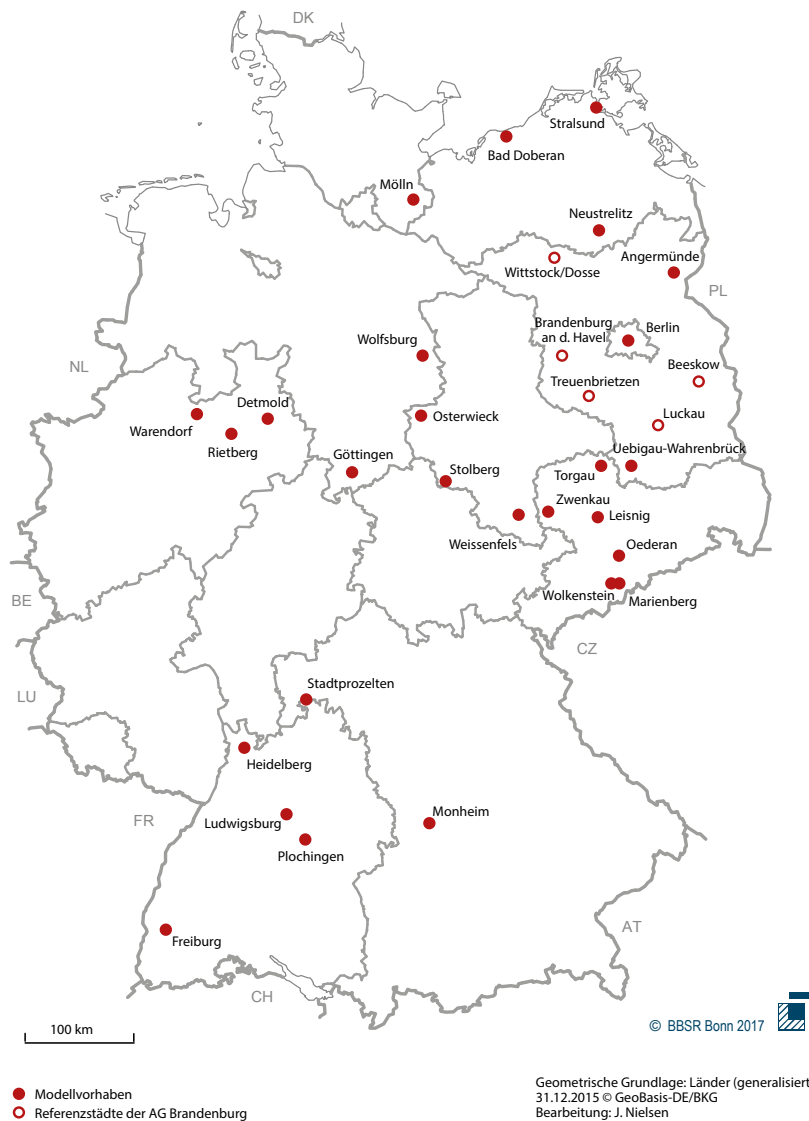 DK
Stralsund
Bad Doberan
Mölln
Neustrelitz
Wittstock/Dosse
Angermünde
PL
Wolfsburg
Brandenburg
an d. Havel
Berlin
NL
Beeskow
Treuenbrietzen
Detmold
Warendorf
Rietberg
Osterwieck
Luckau
Göttingen
Stolberg
Uebigau-Wahrenbrück
Torgau
Zwenkau
Leisnig
Weissenfels
Oederan
BE
Wolkenstein
Marienberg
CZ
LU
Stadtprozelten
Heidelberg
FR
Ludwigsburg
Monheim
Plochingen
Freiburg
AT
CH
100 km
© BBSR Bonn 2017
Modellvorhaben
Referenzstädte der AG Brandenburg
Geometrische Grundlage: Länder (generalisiert
31.12.2015 © GeoBasis-DE/BKG
Bearbeitung: J. Nielsen